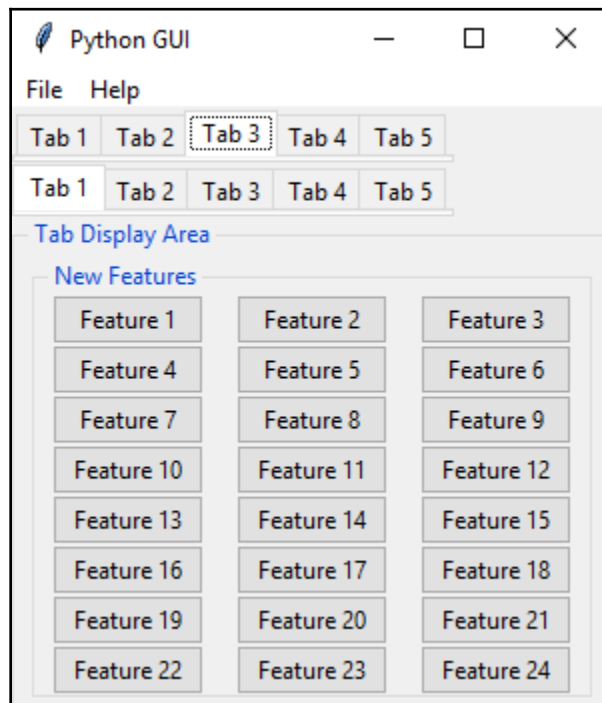 Python GUI
File Help
Tab 1 Tab 2 Tab 3 Tab 4 Tab 5
Tab 1 Tab 2 Tab 3 Tab 4 Tab 5
Tab Display Area
New Features
Feature 1 Feature 2 Feature 3
Feature 4 Feature 5 Feature 6
Feature 7 Feature 8 Feature 9
Feature 10 Feature 11 Feature 12
Feature 13 Feature 14 Feature 15
Feature 16 Feature 17 Feature 18
Feature 19 Feature 20 Feature 21
Feature 22 Feature 23 Feature 24